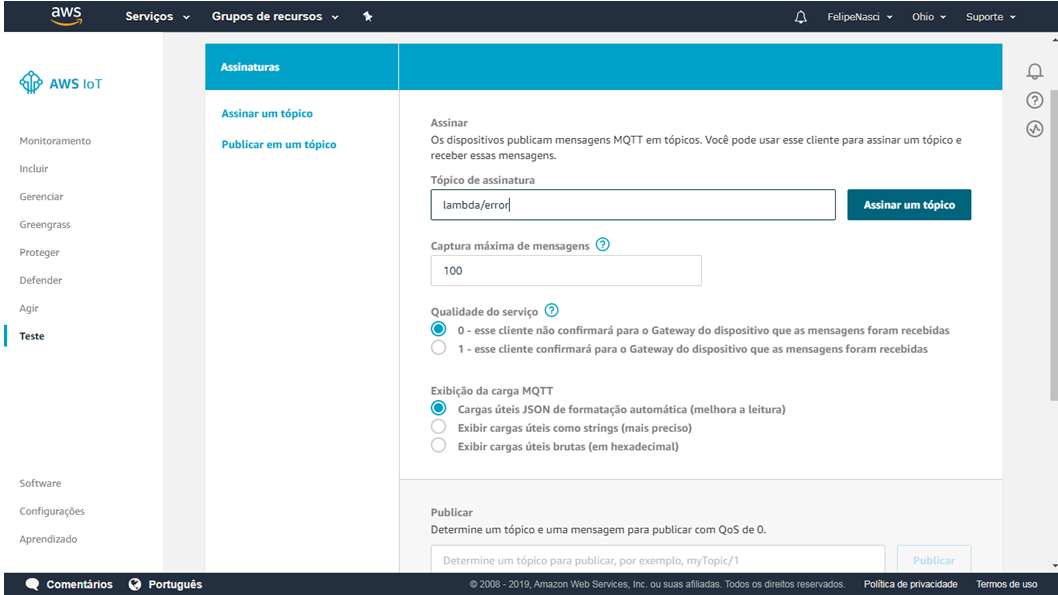 aws
Serviços
Grupos de recursos
FelipeNasci
Ohio
Suporte
AWS IoT
Monitoramento
Incluir
Gerenciar
Greengrass
Proteger
Defender
Agir
Teste
Software
Configurações
Aprendizado
Assinaturas
Assinar um tópico
Publicar em um tópico
Assinar
Os dispositivos publicam mensagens MQTT em tópicos. Você pode usar esse cliente para assinar um tópico e
receber essas mensagens.
Tópico de assinatura
lambda/error
Assinar um tópico
Captura máxima de mensagens ?
100
Qualidade do serviço ?
0 - esse cliente não confirmará para o Gateway do dispositivo que as mensagens foram recebidas
1 - esse cliente confirmará para o Gateway do dispositivo que as mensagens foram recebidas
Exibição da carga MQTT
Cargas úteis JSON de formatação automática (melhora a leitura)
Exibir cargas úteis como strings (mais preciso)
Exibir cargas úteis brutas (em hexadecimal)
Publicar
Determine um tópico e uma mensagem para publicar com QoS de 0.
Determine um tópico para publicar, por exemplo, myTopic/1
Publicar
?
Comentários
Português
© 2008 - 2019, Amazon Web Services, Inc. ou suas afiliadas. Todos os direitos reservados.
Política de privacidade
Termos de uso